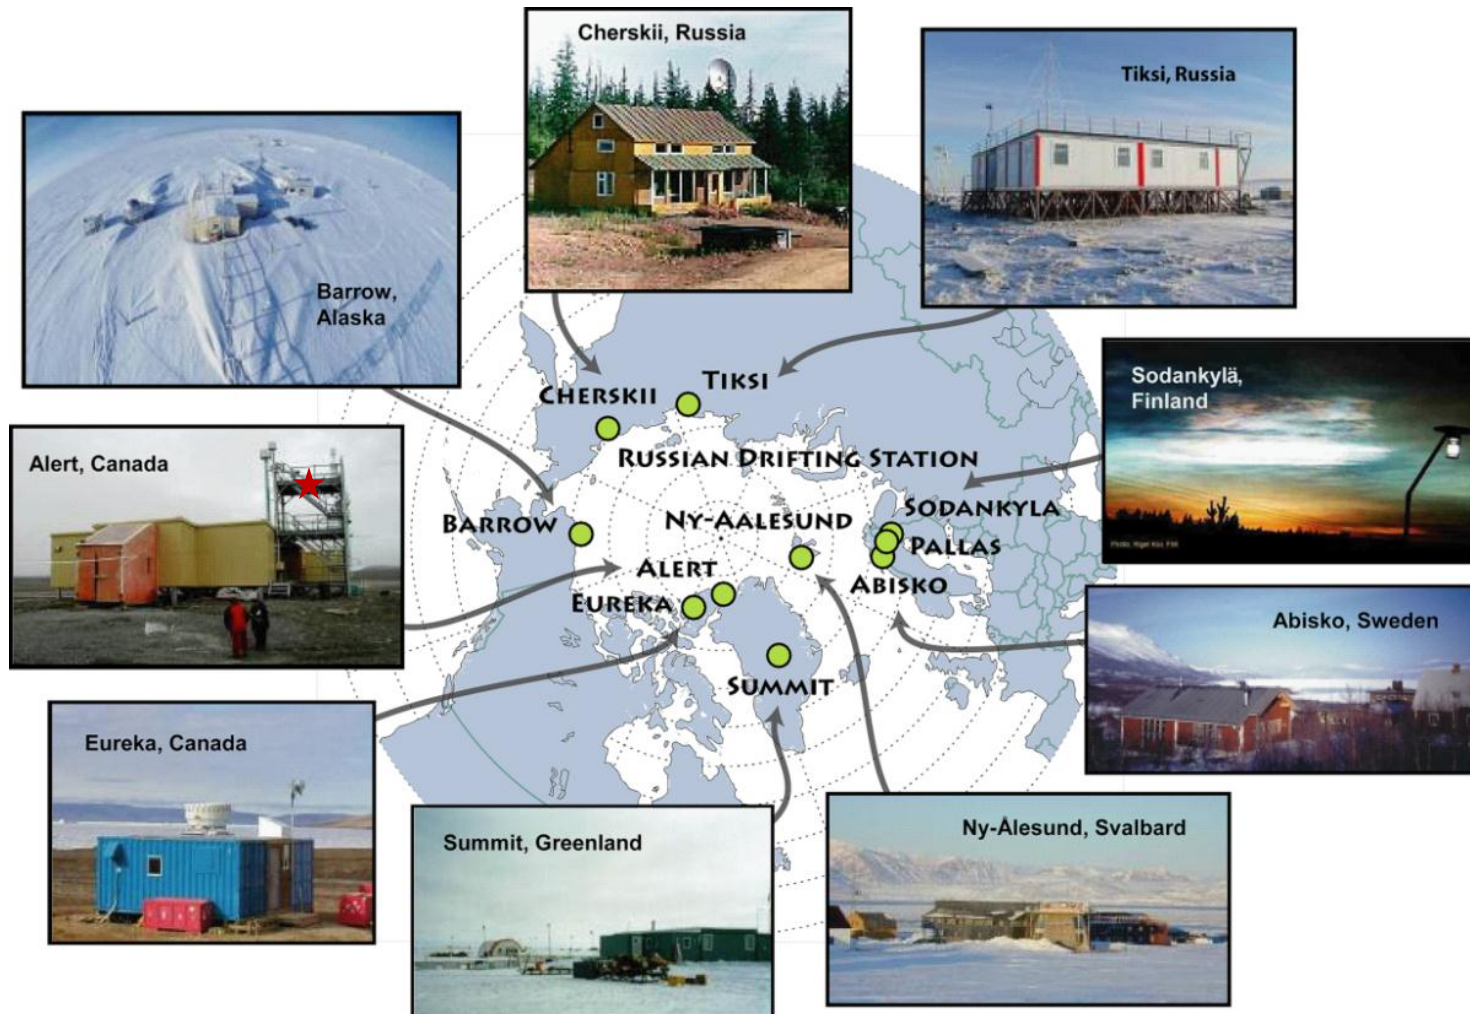 Cherskii, Russia
Tiksi, Russia
Barrow,
Alaska
Sodankylä,
Finland
Alert, Canada
CHERSKII
TIKSI
RUSSIAN DRIFTING STATION
BARROW
NY-AALESUND
SODANKYLA
PALLAS
ABISKO
ALERT
EUREKA
SUMMIT
Abisko, Sweden
Eureka, Canada
Summit, Greenland
Ny-Ålesund, Svalbard